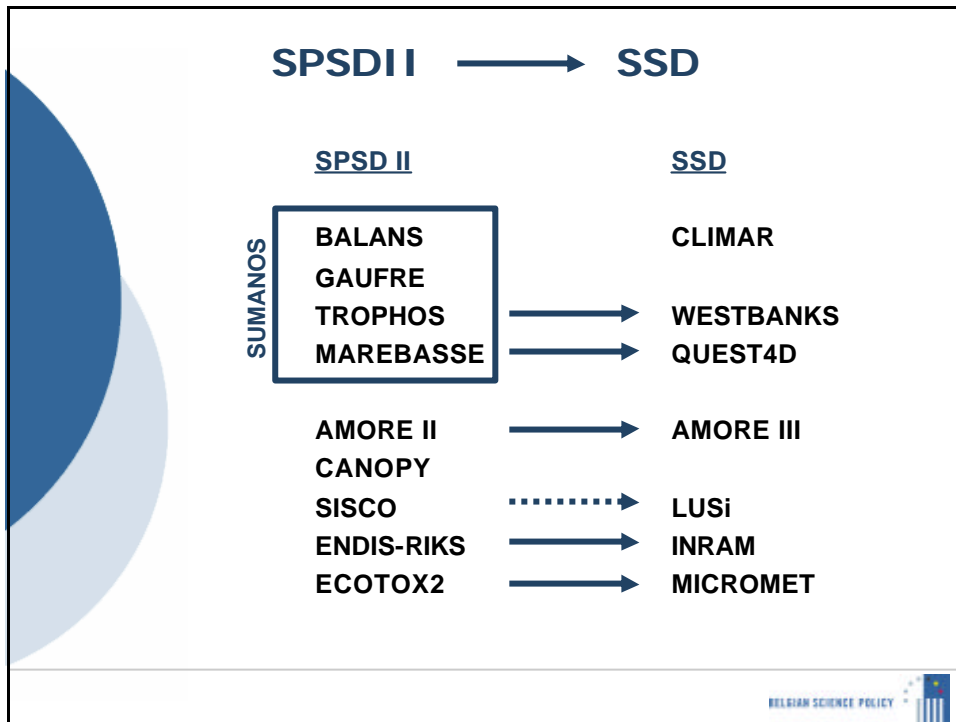 SPSDII SSD
SPSD II SSD
SUMANOS
BALANS CLIMAR
GAUFRE
TROPHOS WESTBANKS
MAREBASSE QUEST4D
AMORE II AMORE III
CANOPY
SISCO LUSi
ENDIS-RIKS INRAM
ECOTOX2 MICROMET
BELGIAN SCIENCE POLICY